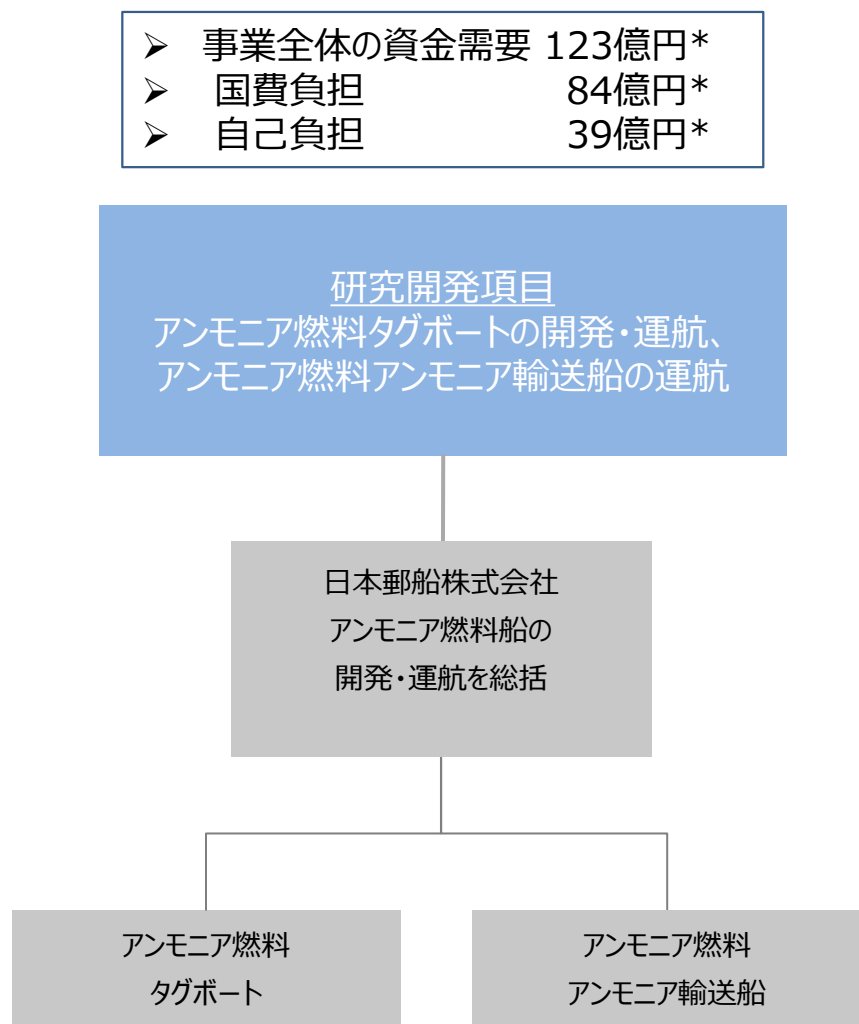 ➢ 事業全体の資金需要 123億円*
➢ 国費負担 84億円*
➢ 自己負担 39億円*
研究開発項目
アンモニア燃料タグボートの開発・運航、
アンモニア燃料アンモニア輸送船の運航
日本郵船株式会社
アンモニア燃料船の
開発・運航を総括
アンモニア燃料
タグボート
アンモニア燃料
アンモニア輸送船